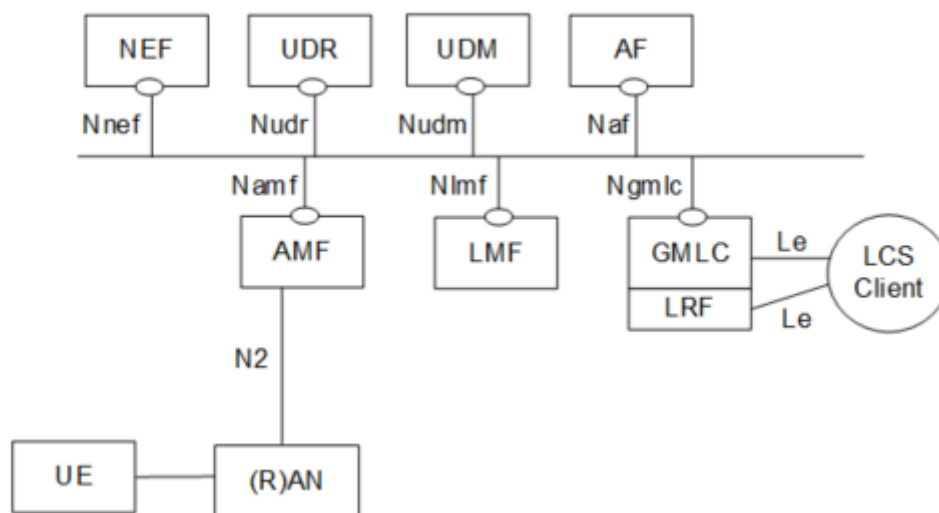 NEF
UDR
UDM
AF
Nnef
Nudr
Nudm
Naf
Namf
Nlmf
Ngmlc
AMF
LMF
GMLC
Le
LCS
Client
LRF
Le
N2
UE
(R)AN